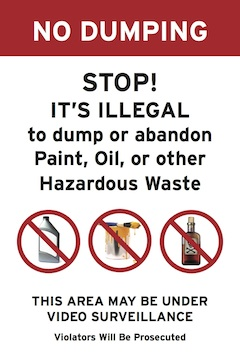 NO DUMPING
STOP!
IT'S ILLEGAL
to dump or abandon
Paint, Oil, or other
Hazardous Waste
THIS AREA MAY BE UNDER
VIDEO SURVEILLANCE
Violators Will Be Prosecuted